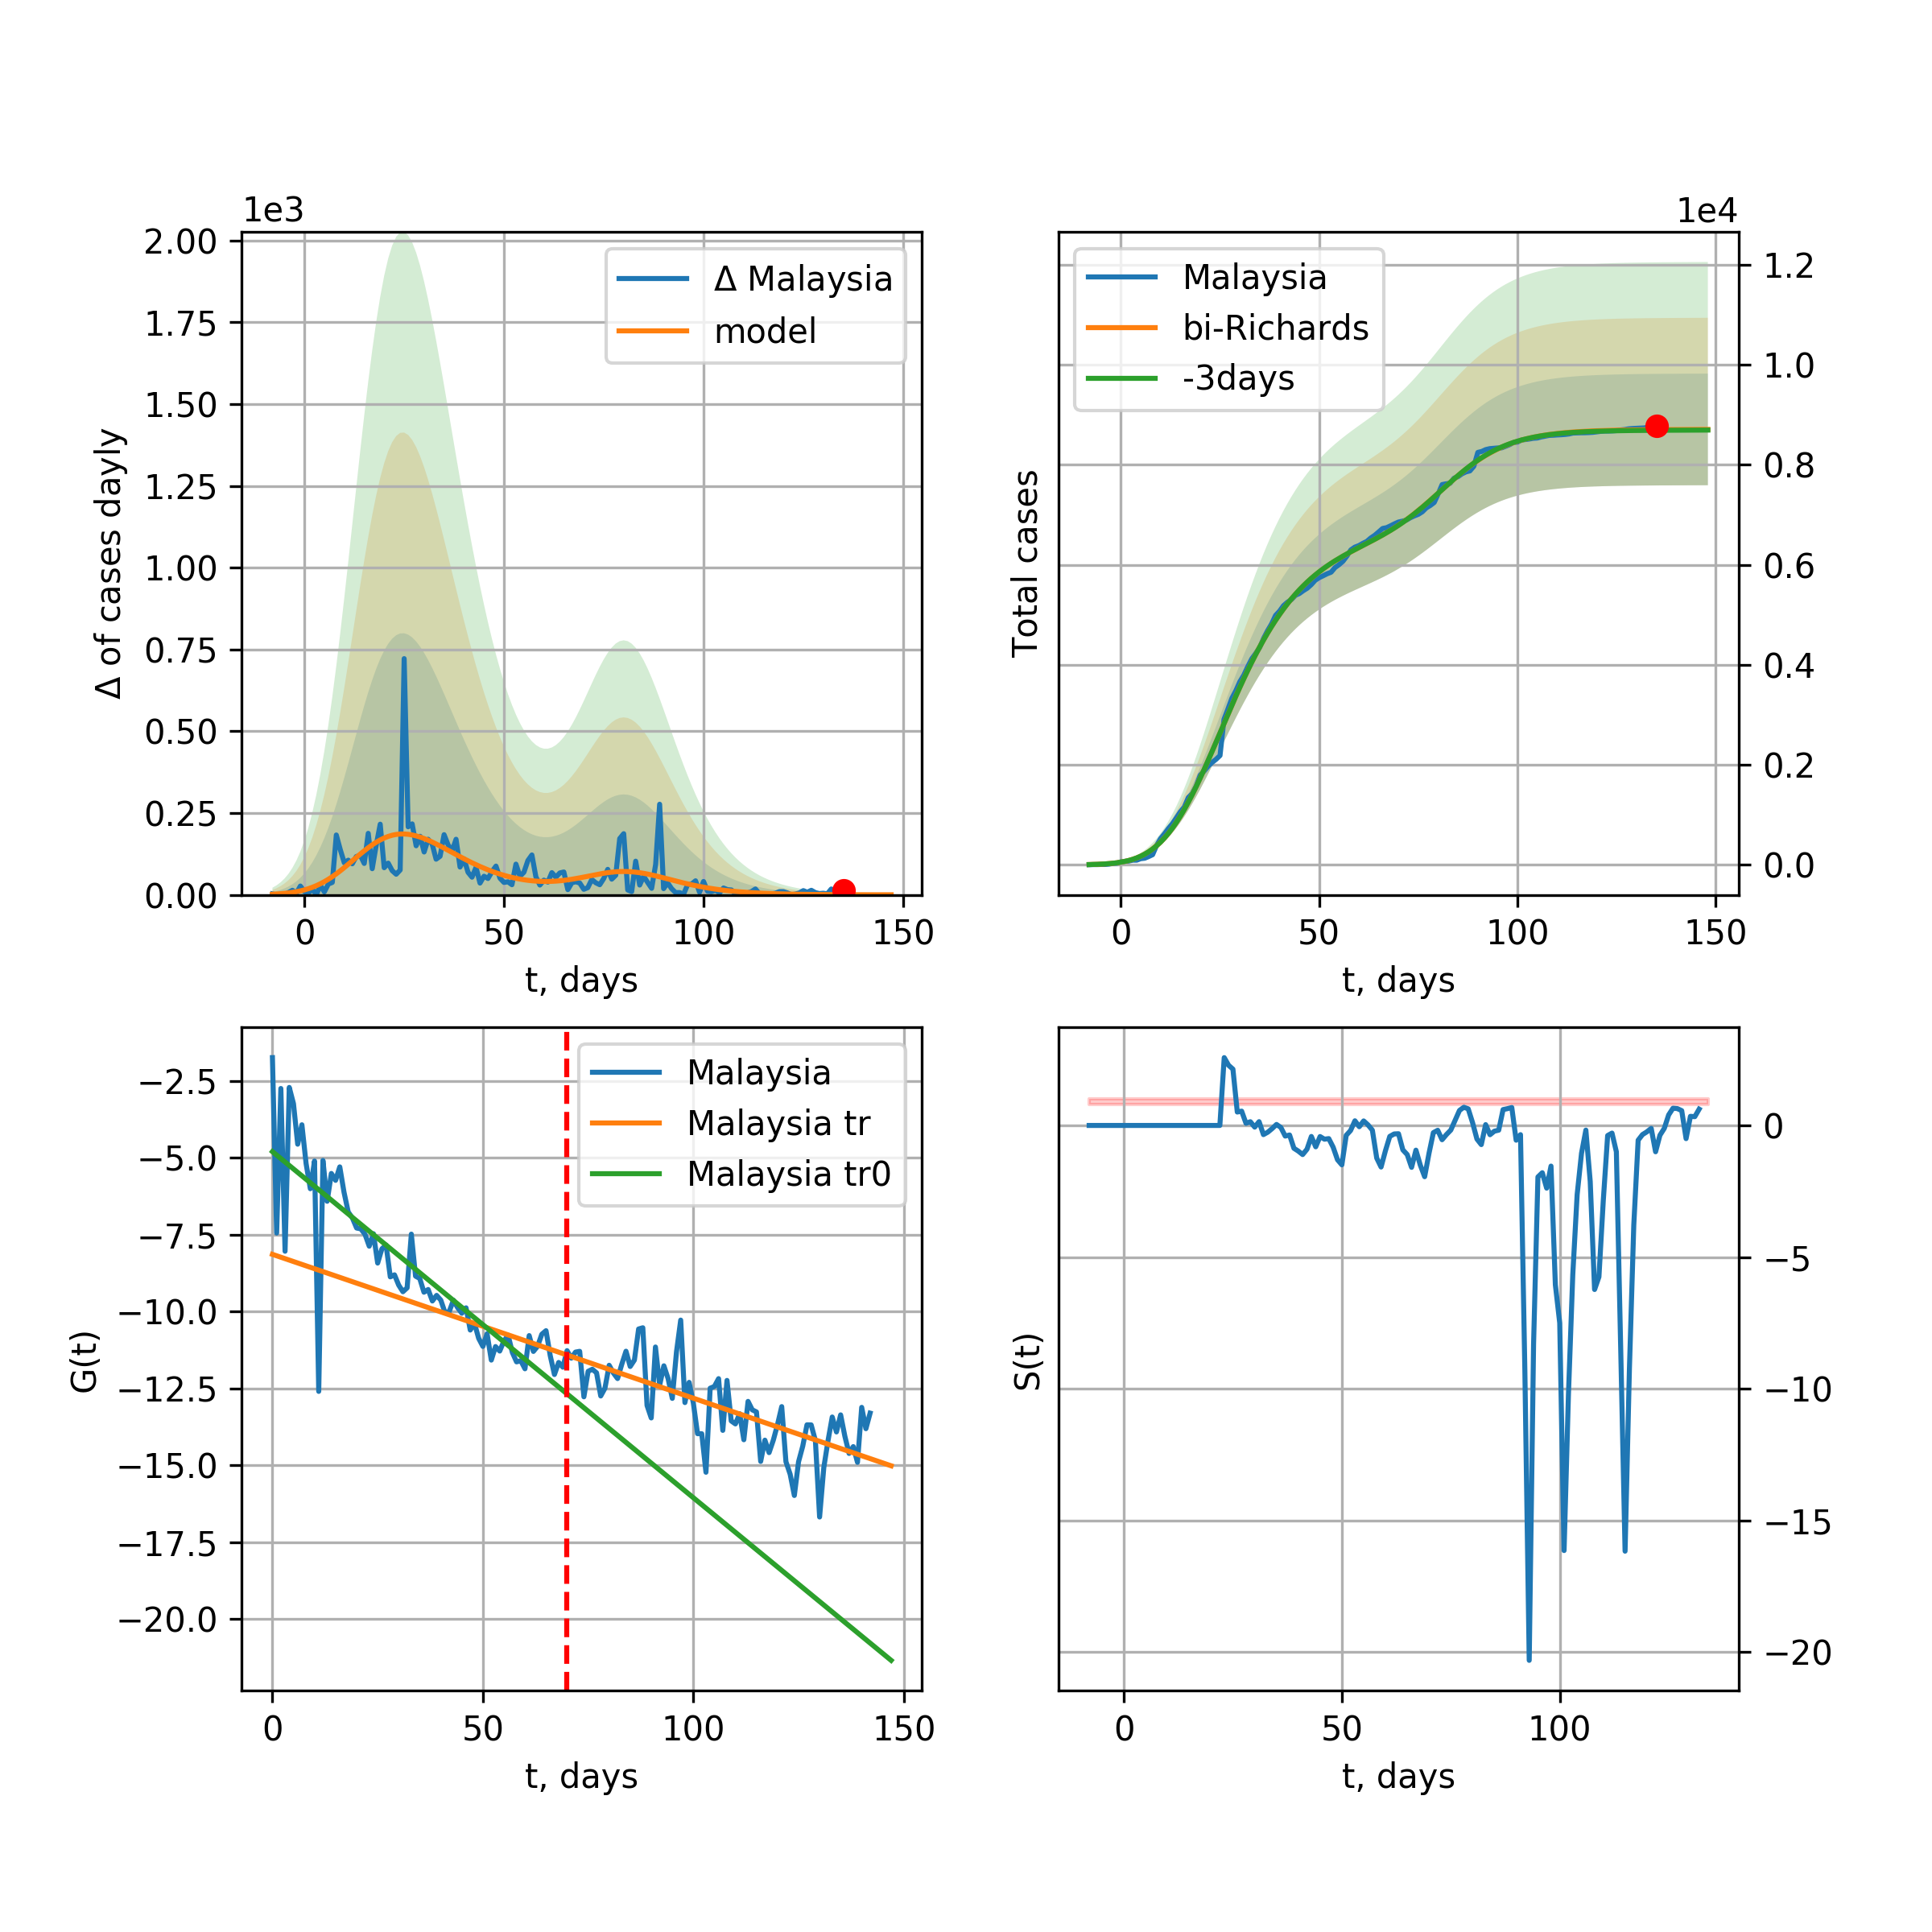 1e3
2.00
1.75
1.50
1.25
1.00
0.75
0.50
0.25
0.00
Δ of cases dayly
Δ Malaysia
model
0 50 100 150
t, days
1e4
Total cases
Malaysia
bi-Richards
-3days
1.2
1.0
0.8
0.6
0.4
0.2
0.0
0 50 100 150
t, days
−2.5
−5.0
−7.5
−10.0
−12.5
−15.0
−17.5
−20.0
G(t)
Malaysia
Malaysia tr
Malaysia tr0
0 50 100 150
t, days
S(t)
0
−5
−10
−15
−20
0 50 100
t, days